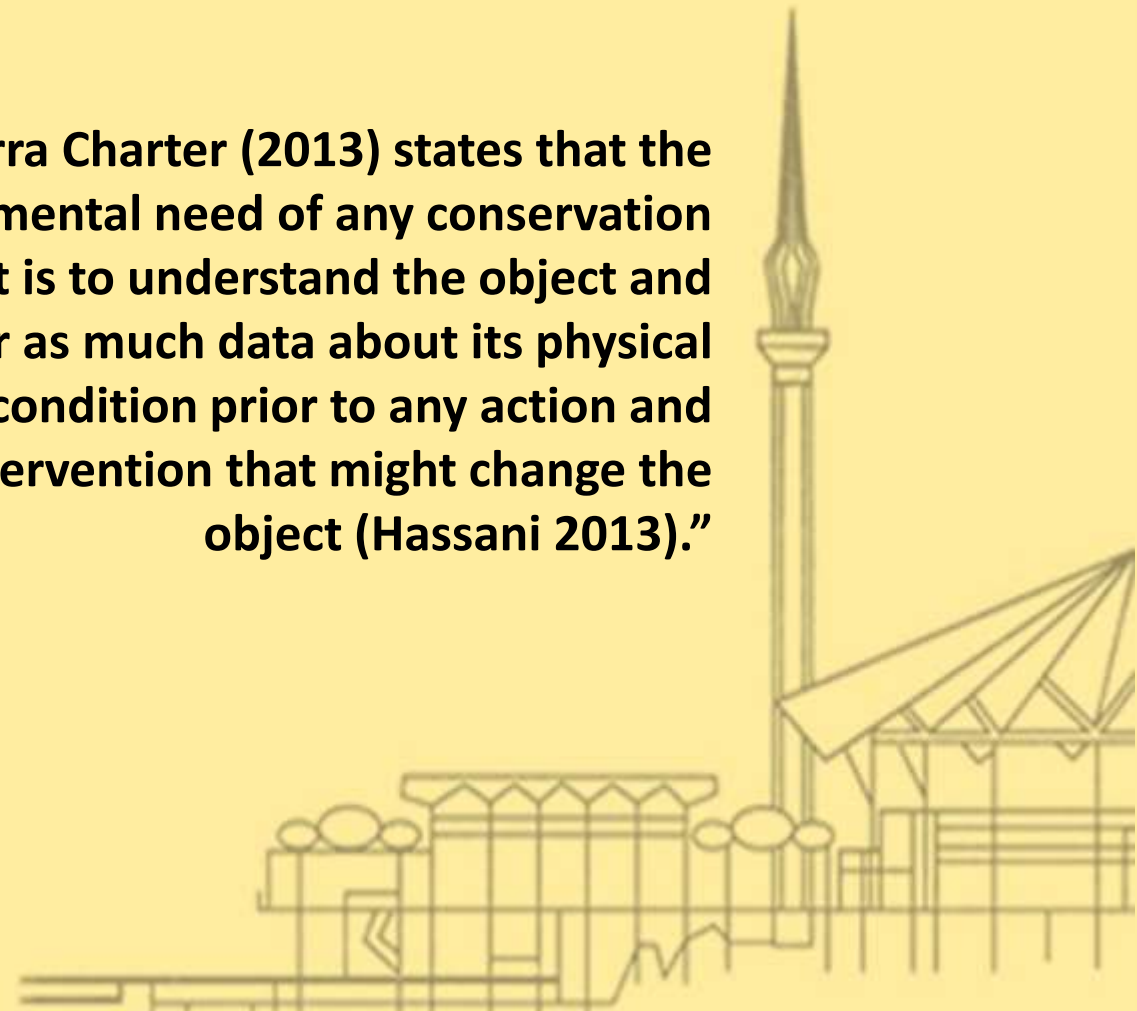 rra Charter (2013) states that the
mental need of any conservation
t is to understand the object and
r as much data about its physical
condition prior to any action and
ervention that might change the
object (Hassani 2013).”